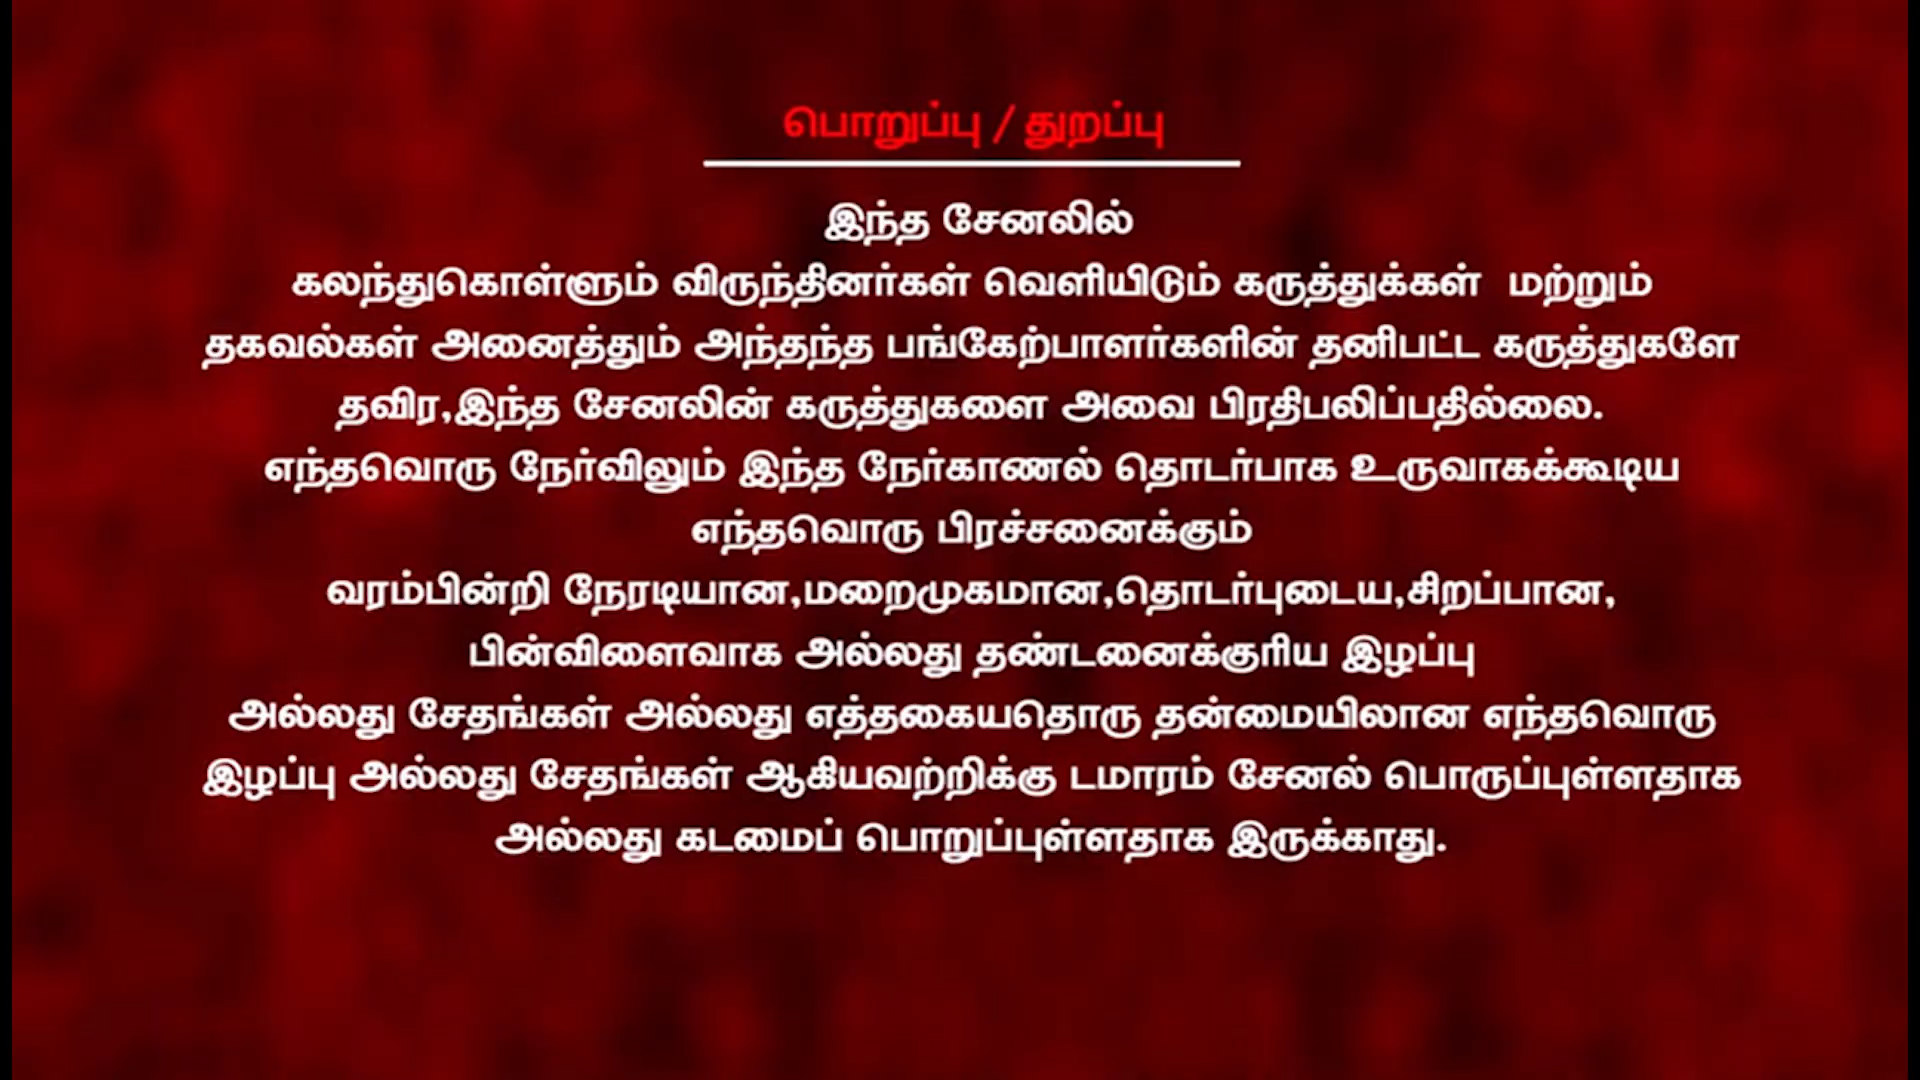 பொறுப்பு / துறப்பு
இந்த சேனலில்
கலந்துகொள்ளும் விருந்தினர்கள் வெளியிடும் கருத்துக்கள் மற்றும்
தகவல்கள் அனைத்தும் அந்தந்த பங்கேற்பாளர்களின் தனிபட்ட கருத்துகளே
தவிர,இந்த சேனலின் கருத்துகளை அவை பிரதிபலிப்பதில்லை.
எந்தவொரு நேர்விலும் இந்த நேர்காணல் தொடர்பாக உருவாகக்கூடிய
எந்தவொரு பிரச்சனைக்கும்
வரம்பின்றி நேரடியான,மறைமுகமான,தொடர்புடைய,சிறப்பான,
பின்விளைவாக அல்லது தண்டனைக்குரிய இழப்பு
அல்லது சேதங்கள் அல்லது எத்தகையதொரு தன்மையிலான எந்தவொரு
இழப்பு அல்லது சேதங்கள் ஆகியவற்றிக்கு டமாரம் சேனல் பொருப்புள்ளதாக
அல்லது கடமைப் பொறுப்புள்ளதாக இருக்காது.